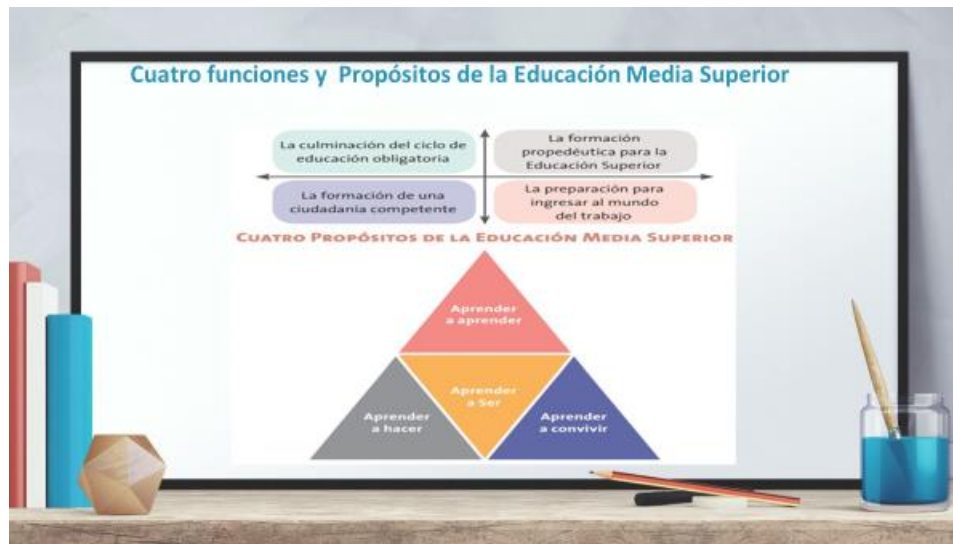 Cuatro funciones y Propósitos de la Educación Media Superior
La culminación del ciclo de
educación obligatoria
La formación
propedéutica para la
Educación Superior
La formación de una
ciudadanía competente
La preparación para
ingresar al mundo
del trabajo
CUATRO PROPÓSITOS DE LA EDUCACIÓN MEDIA SUPERIOR
Aprender
a aprender
Aprender
a hacer
Aprender
a Ser
Aprender
a convivir